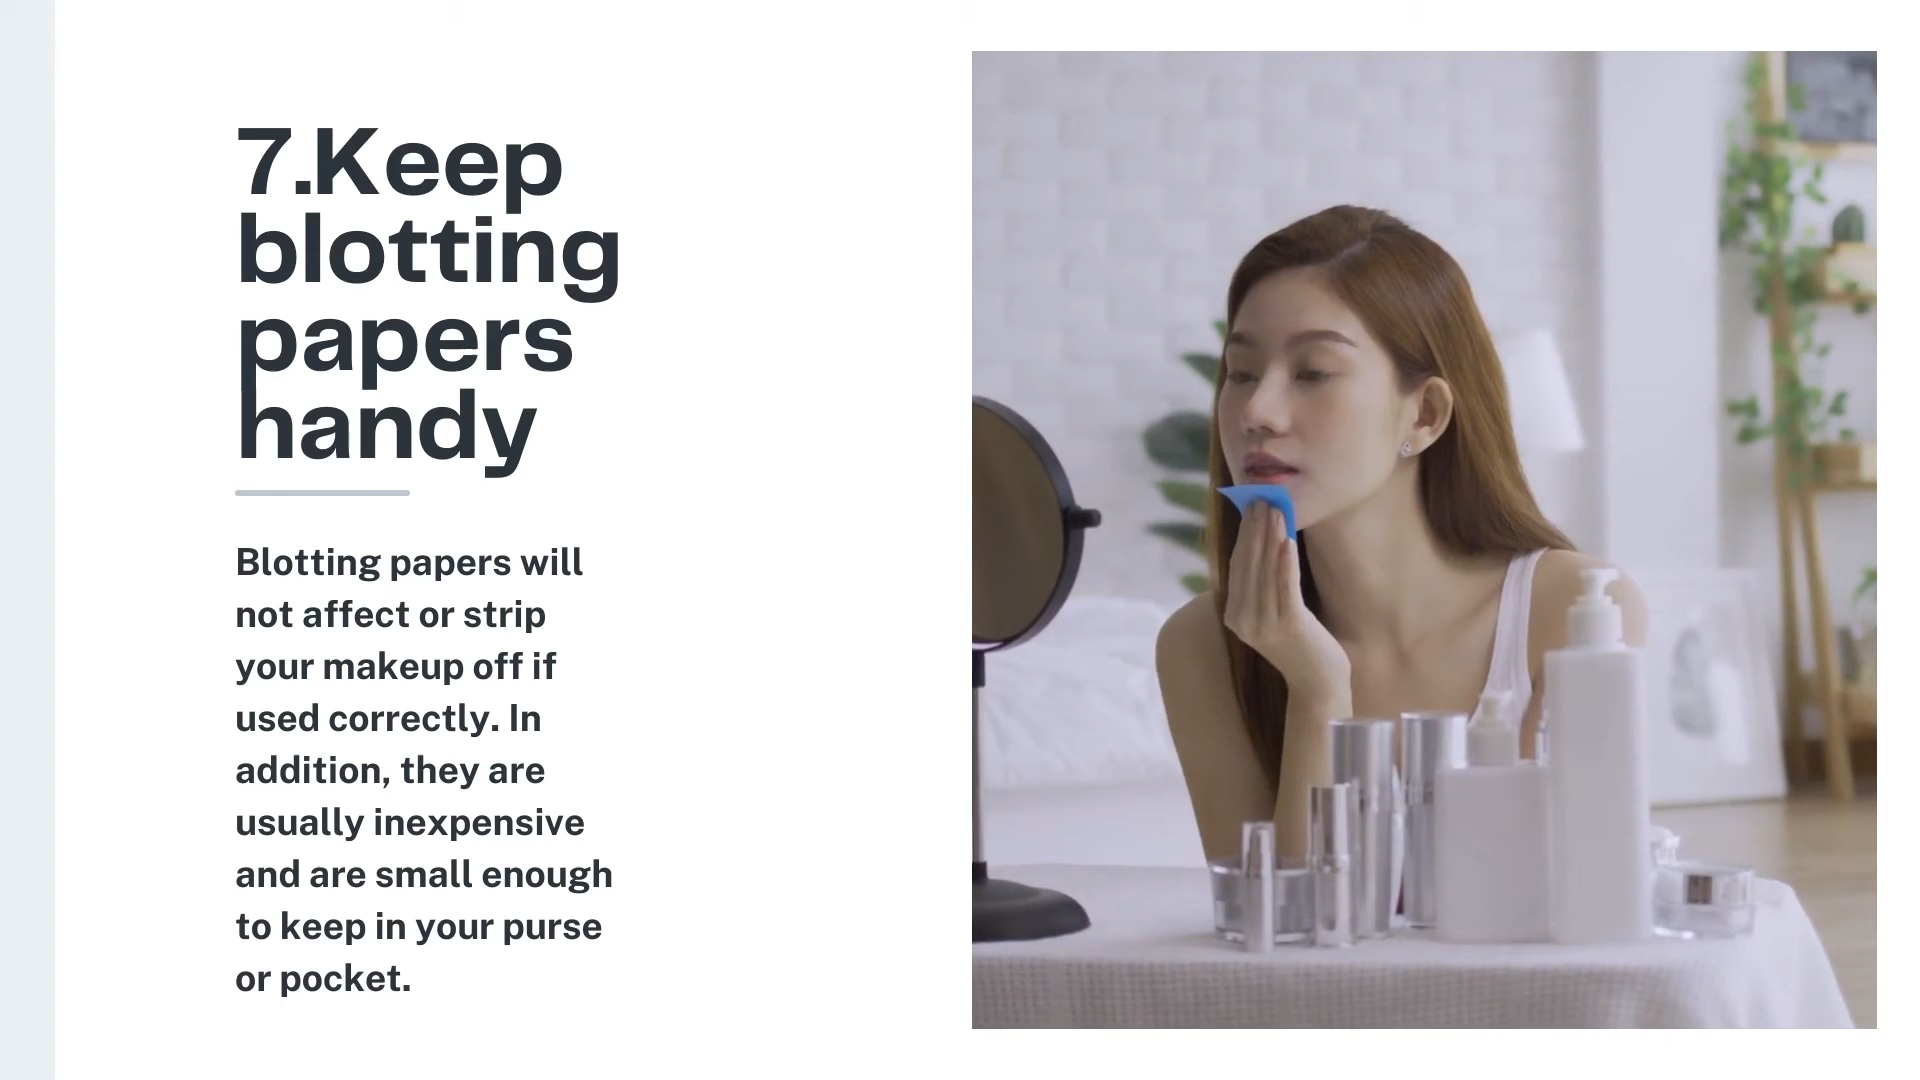 7.Keep
blotting
papers
handy
Blotting papers will
not affect or strip
your makeup off if
used correctly. In
addition, they are
usually inexpensive
and are small enough
to keep in your purse
or pocket.